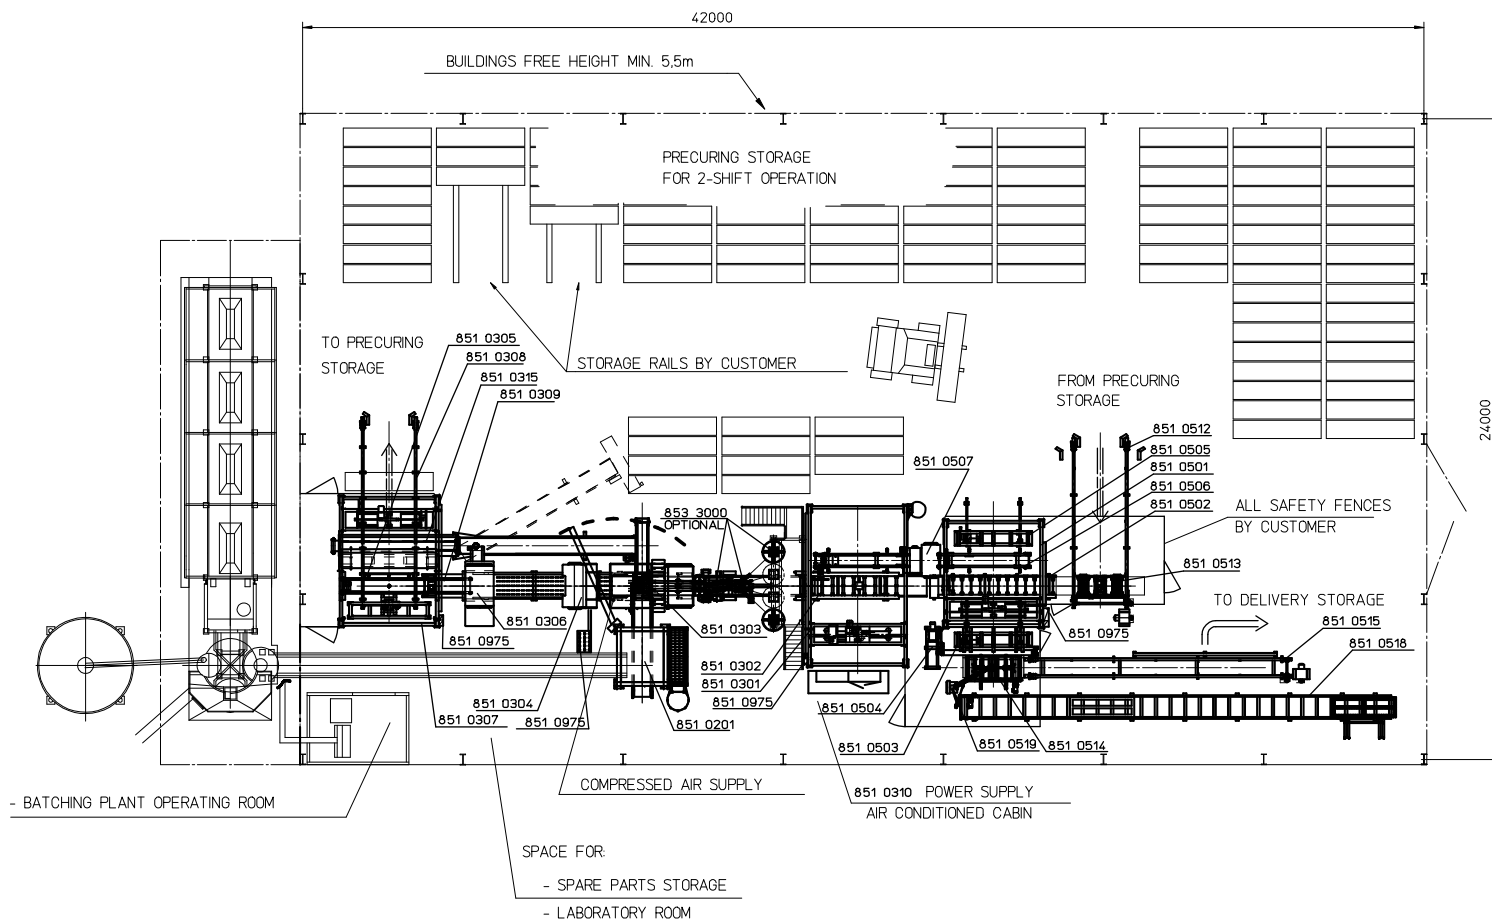 42000
BUILDINGS FREE HEIGHT MIN. 5,5m
PRECURING STORAGE
FOR 2-SHIFT OPERATION
TO PRECURING
STORAGE
851 0305
851 0308
851 0315
851 0309
STORAGE RAILS BY CUSTOMER
FROM PRECURING
STORAGE
24000
851 0512
851 0505
851 0501
851 0506
851 0502
851 0507
853 3000
OPTIONAL
ALL SAFETY FENCES
BY CUSTOMER
851 0513
TO DELIVERY STORAGE
851 0515
851 0518
851 0306
851 0975
851 0303
851 0975
851 0302
851 0301
851 0975
851 0304
851 0307
851 0975
851 0201
851 0504
851 0503
851 0519
851 0514
COMPRESSED AIR SUPPLY
851 0310 POWER SUPPLY
AIR CONDITIONED CABIN
- BATCHING PLANT OPERATING ROOM
SPACE FOR:
- SPARE PARTS STORAGE
- LABORATORY ROOM